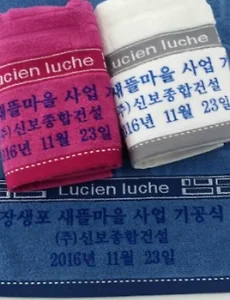 Lucien luche
새뜰마을 사업 기
(주)신보종합건설
2016년 11월 23일
Lucien luche
새뜰마을 사업
(주)신보종합건
2016년 11월 23
Lucien luche
장생포 새뜰마을 사업 기공식
(주)신보종합건설
2016년 11월 23일